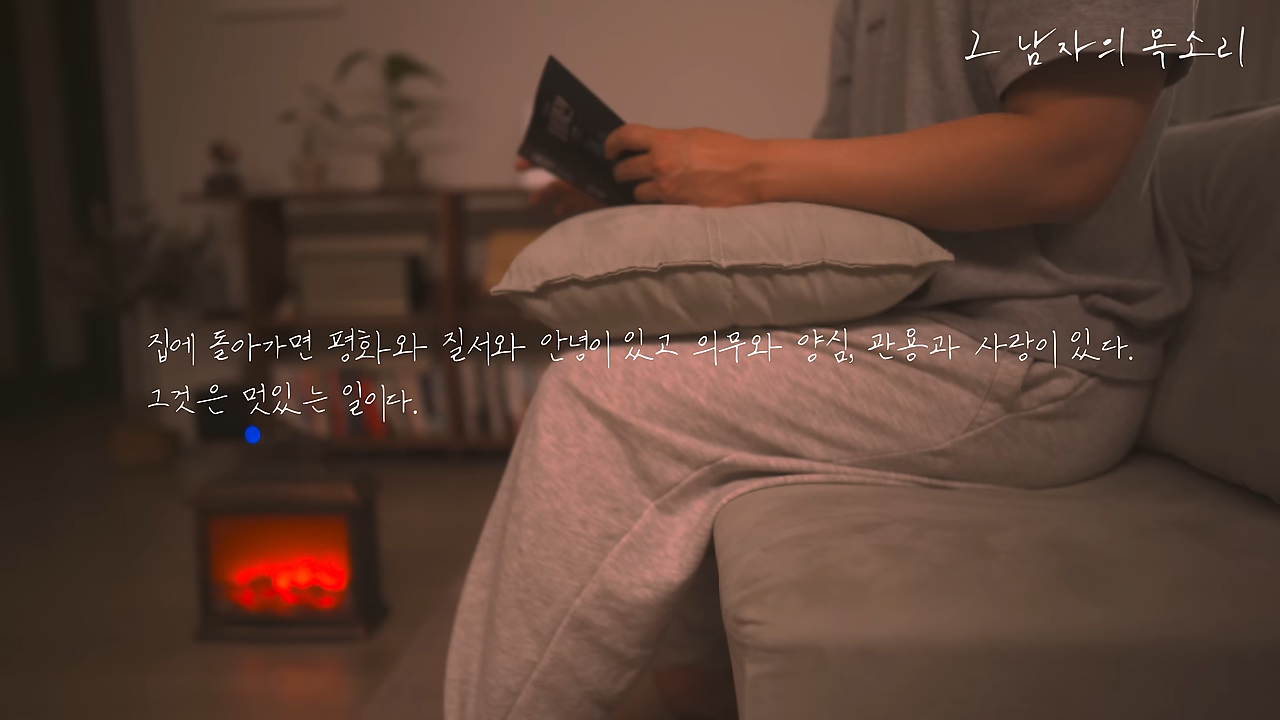 그 남자의 목소리
집에 돌아가면 평화와 질서와 안녕이 있고 의무와 양심, 관용과 사랑이 있다.
그것은 멋있는 일이다.